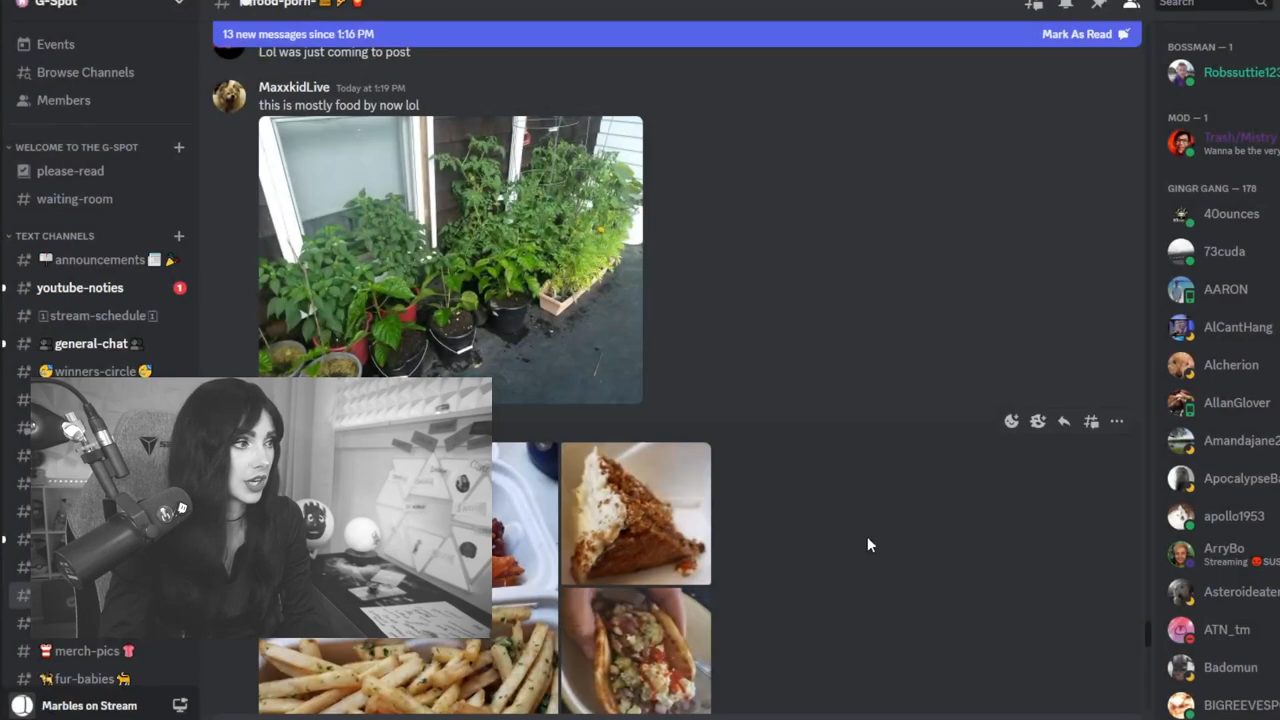 G-Spot
food-porn-
Search
13 new messages since 1:16 PM
Mark As Read
Lol was just coming to post
MaxxkidLive Today at 1:19 PM
this is mostly food by now lol
Events
Browse Channels
Members
WELCOME TO THE G-SPOT
please-read
waiting-room
TEXT CHANNELS
announcements
youtube-noties
1
stream-schedule
general-chat
winners-circle
merch-pics
fur-babies
Marbles on Stream
BOSSMAN — 1
Robssuttie123
MOD — 1
Trash/Mistry
Wanna be the very
GINGR GANG — 178
40ounces
73cuda
AARON
AlCantHang
Alcherion
AllanGlover
Amandajane2
ApocalypseBa
apollo1953
ArryBo
Streaming SUS
Asteroideater
ATN_tm
Badomun
BIGREEVESP